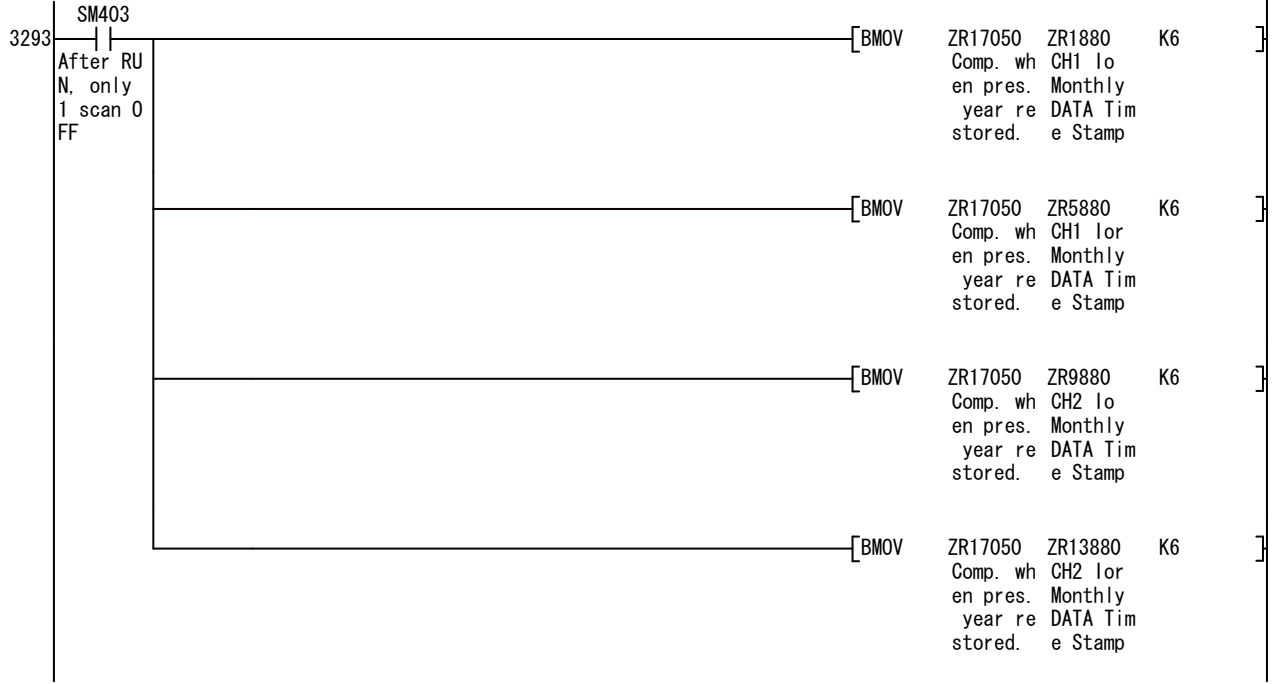 SM403
3293
After RU
N, only
1 scan O
FF
BMOV ZR17050 ZR1880 K6
Comp. wh CH1 Io
en pres. Monthly
year re DATA Tim
stored. e Stamp
BMOV ZR17050 ZR5880 K6
Comp. wh CH1 Ior
en pres. Monthly
year re DATA Tim
stored. e Stamp
BMOV ZR17050 ZR9880 K6
Comp. wh CH2 Io
en pres. Monthly
year re DATA Tim
stored. e Stamp
BMOV ZR17050 ZR13880 K6
Comp. wh CH2 Ior
en pres. Monthly
year re DATA Tim
stored. e Stamp